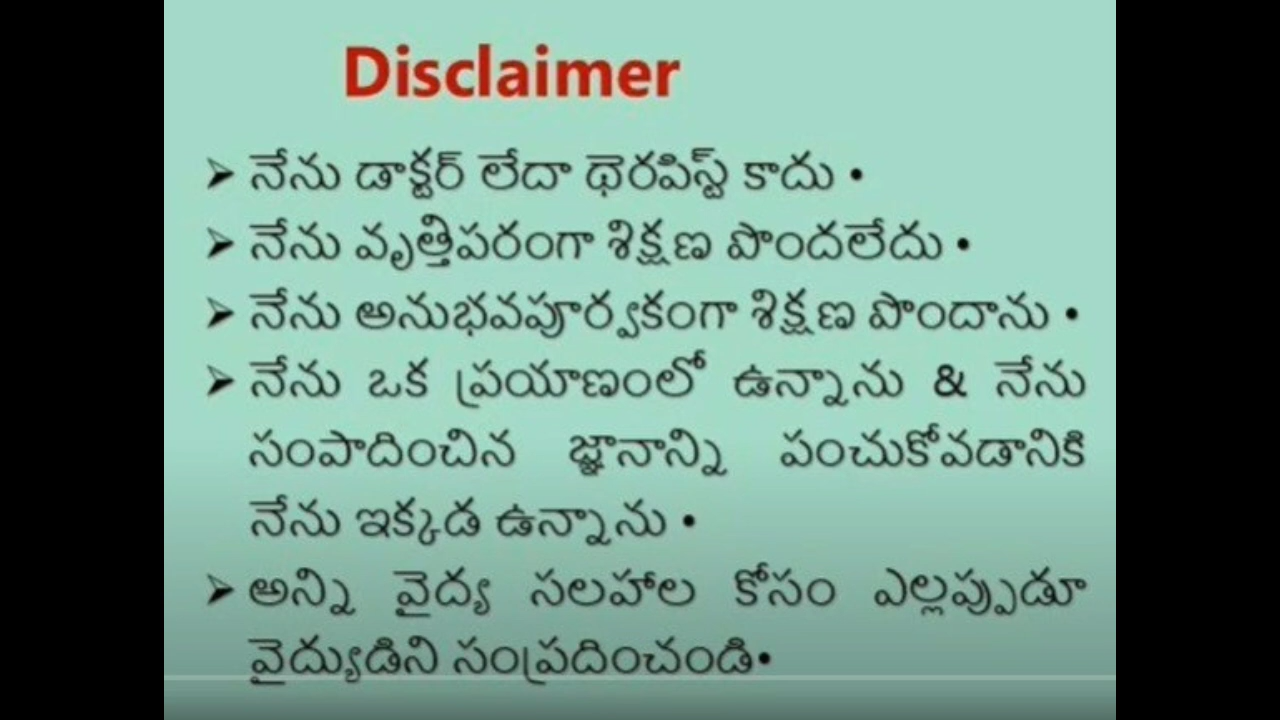 Disclaimer
➢ నేను డాక్టర్ లేదా థెరపిస్ట్ కాదు •
➢ నేను వృత్తిపరంగా శిక్షణ పొందలేదు •
➢ నేను అనుభవపూర్వకంగా శిక్షణ పొందాను •
➢ నేను ఒక ప్రయాణంలో ఉన్నాను & నేను
సంపాదించిన జ్ఞానాన్ని పంచుకోవడానికి
నేను ఇక్కడ ఉన్నాను •
➢ అన్ని వైద్య సలహాల కోసం ఎల్లప్పుడూ
వైద్యుడిని సంప్రదించండి•